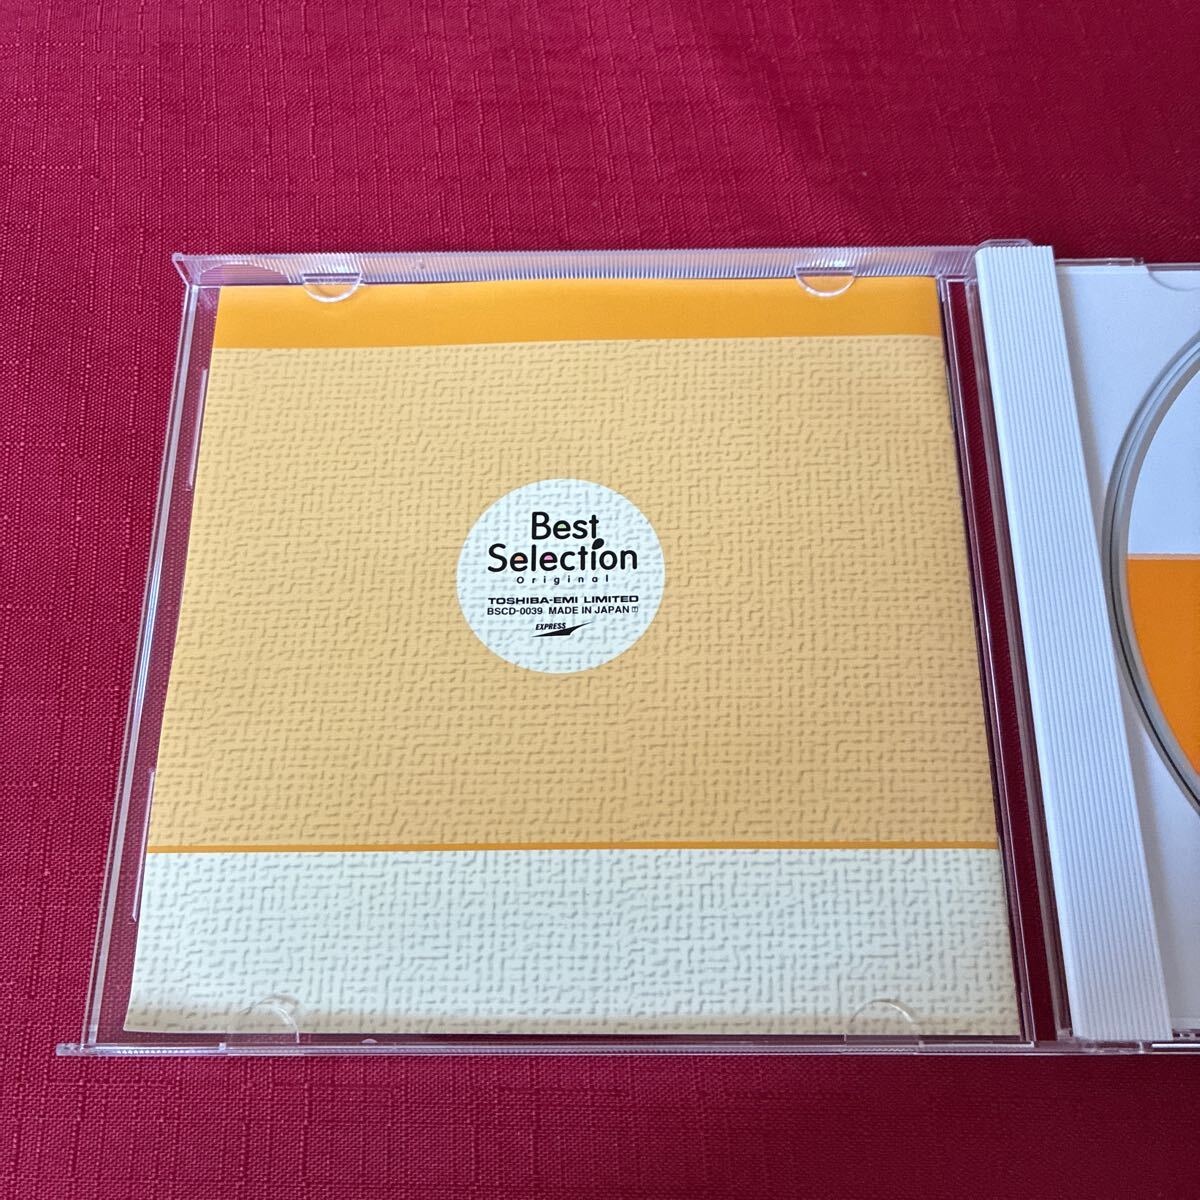 Best
Selection
Original
TOSHIBA-EMI LIMITED
BSCD-0039 MADE IN JAPAN Ⓣ
EXPRESS